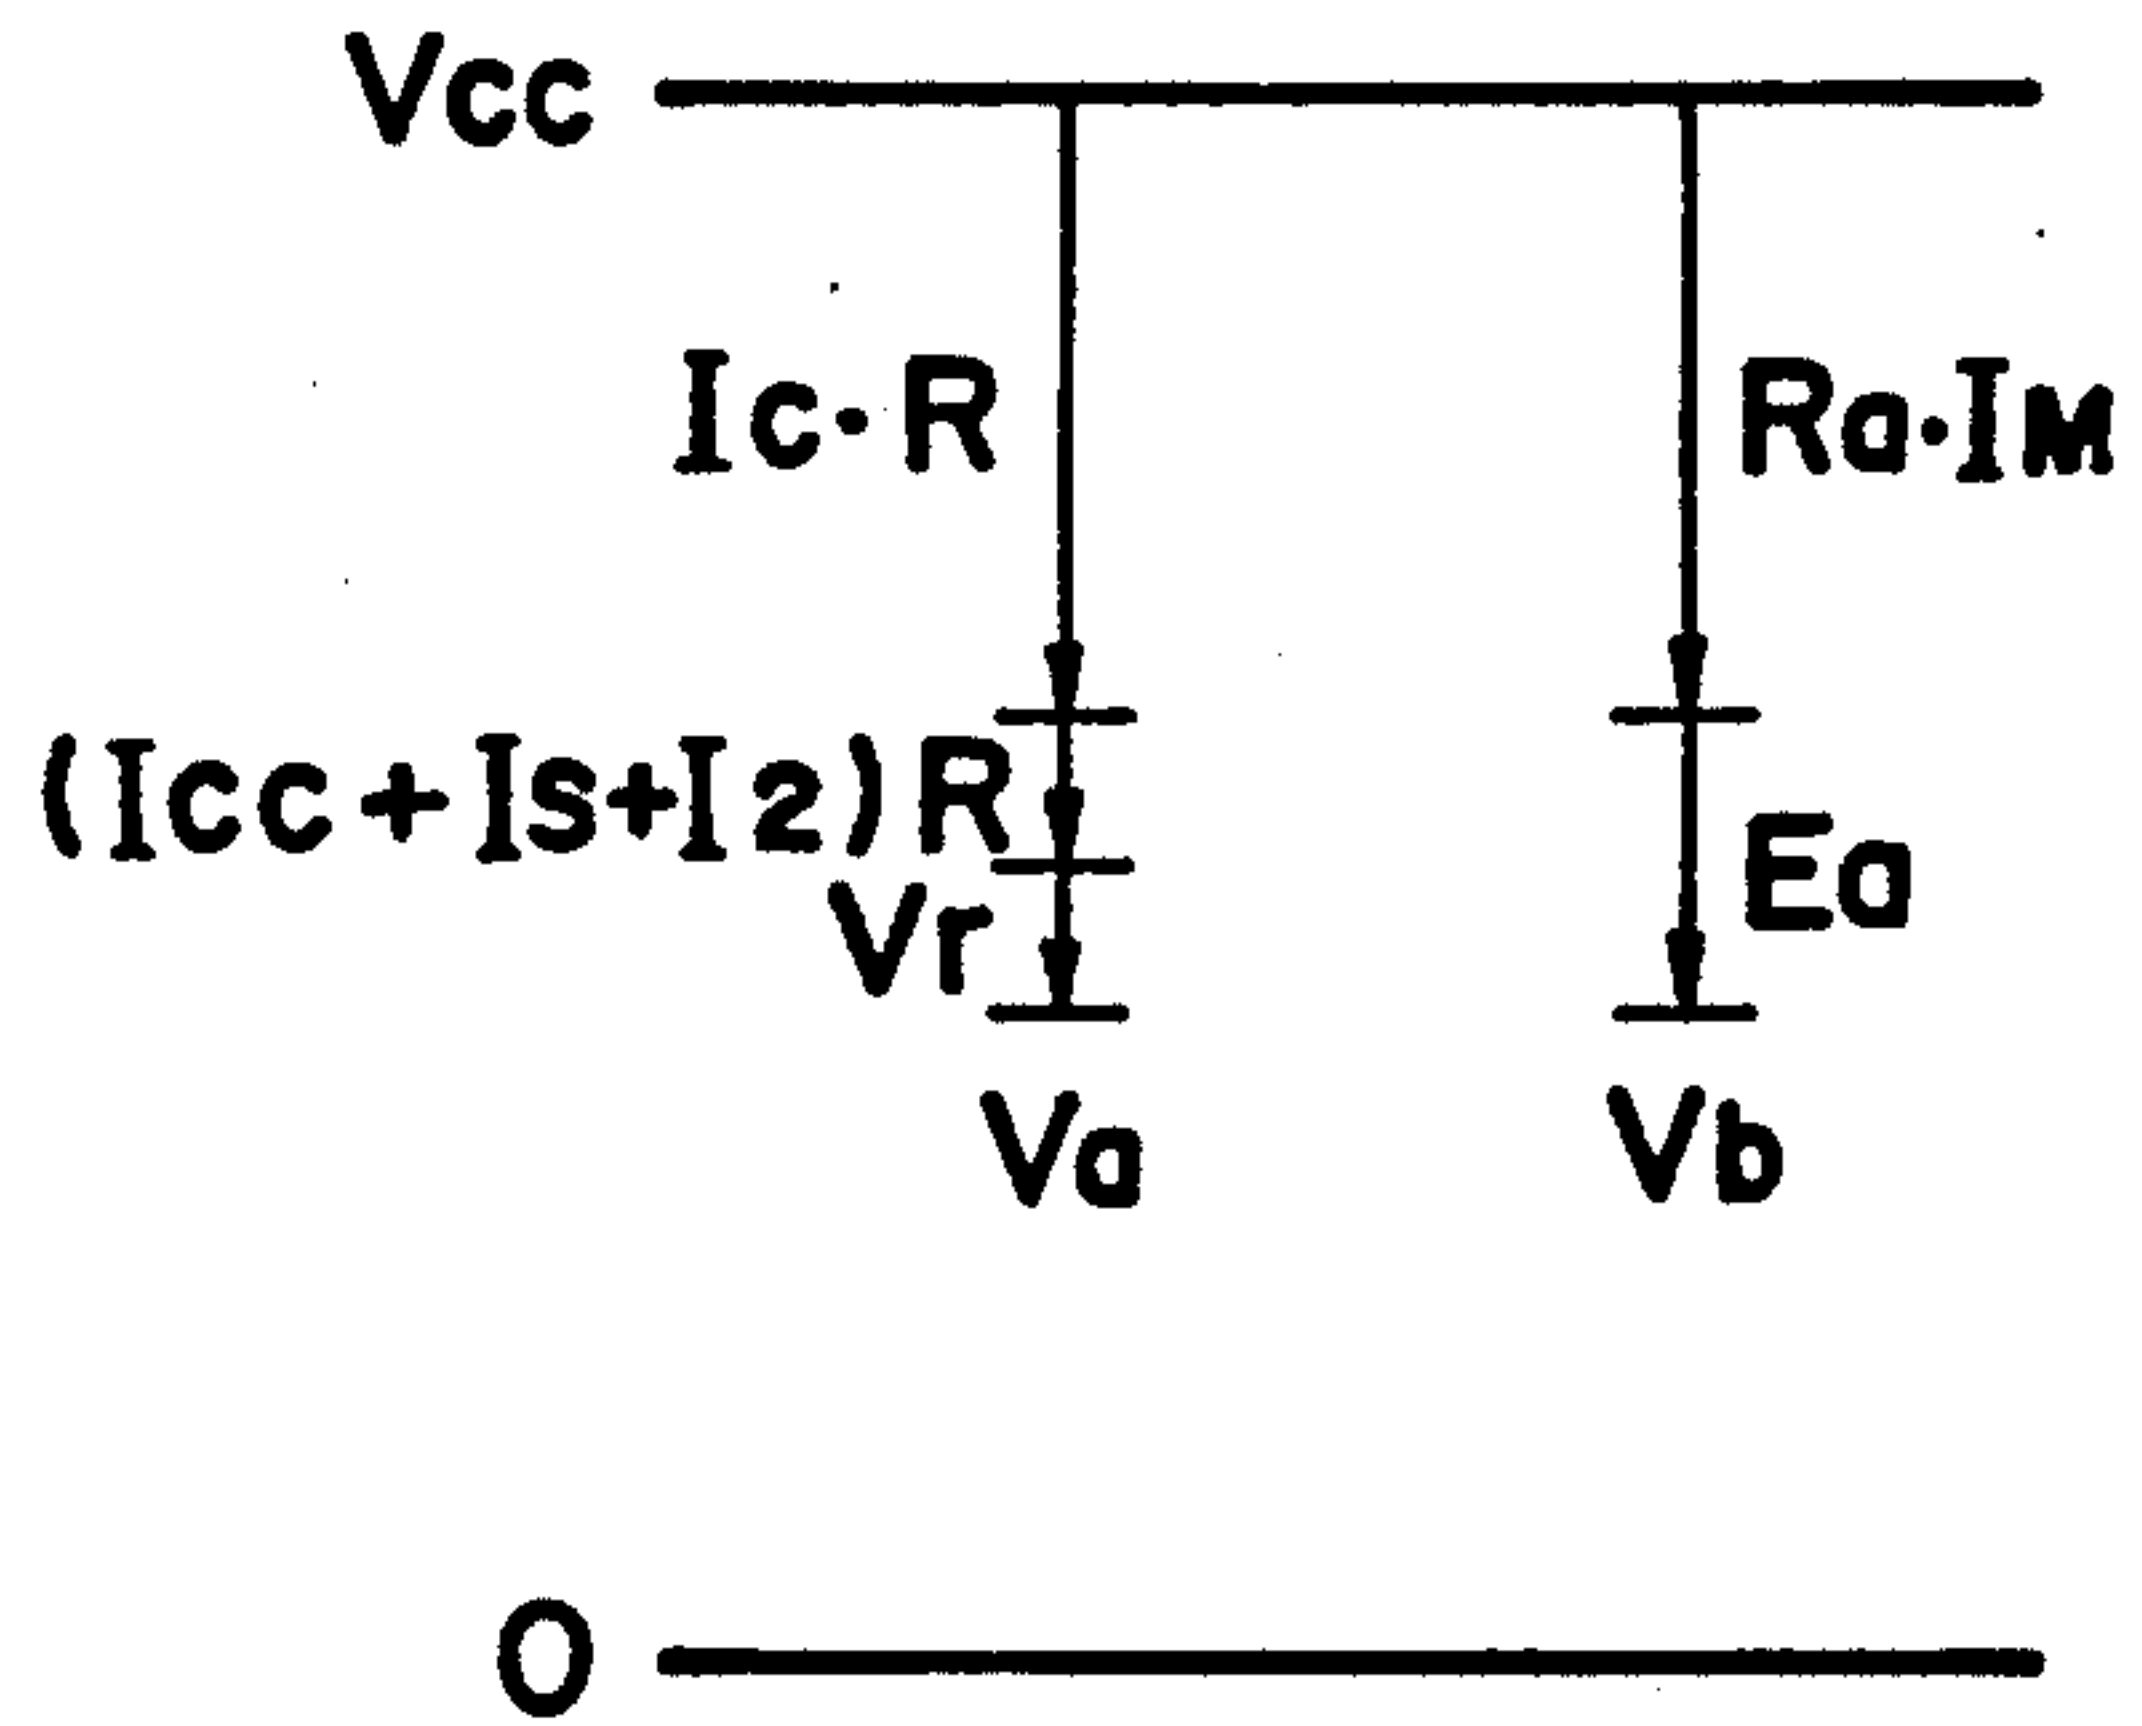 Vcc
Ic·R
Ra·IM
(Icc+Is+I2)R
Vr
Ea
Va
Vb
0